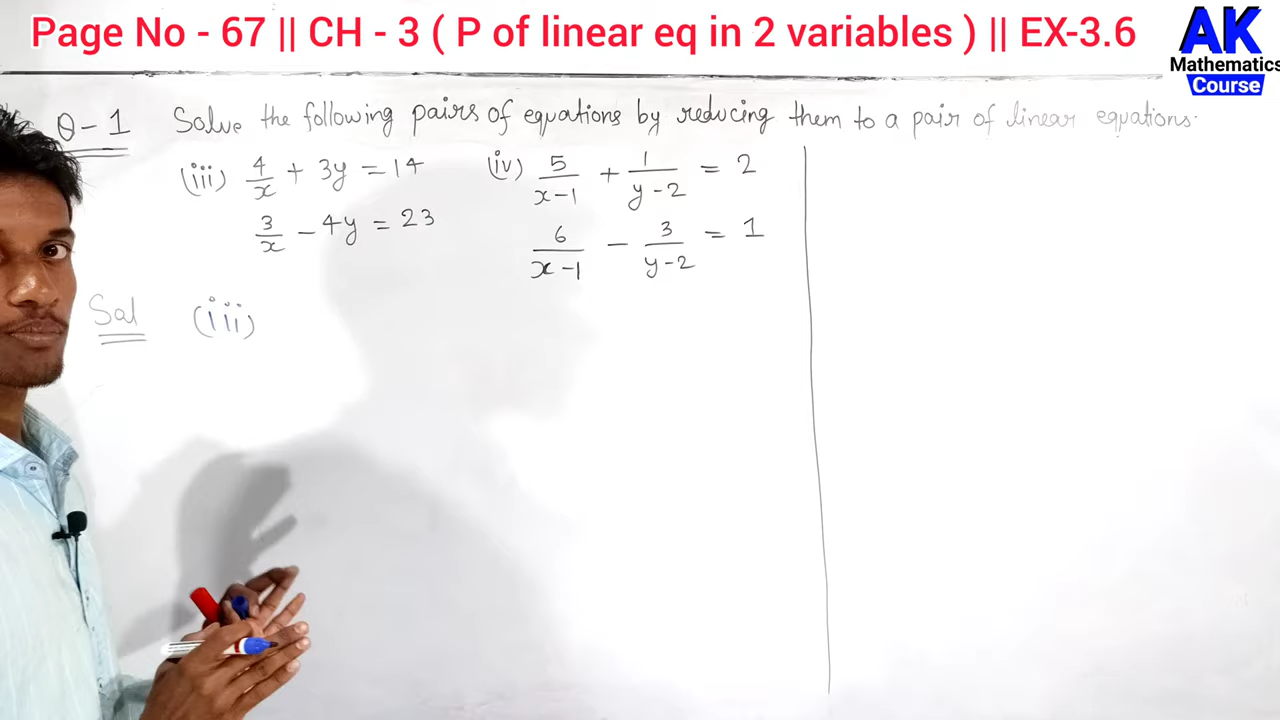 Page No - 67 || CH - 3 ( P of linear eq in 2 variables ) || EX-3.6
AK
Mathematics
Course
Q-1 Solve the following pairs of equations by reducing them to a pair of linear equations.
(iii) 4/x + 3y = 14
3/x - 4y = 23
(iv) 5/(x-1) + 1/(y-2) = 2
6/(x-1) - 3/(y-2) = 1
Sol (iii)